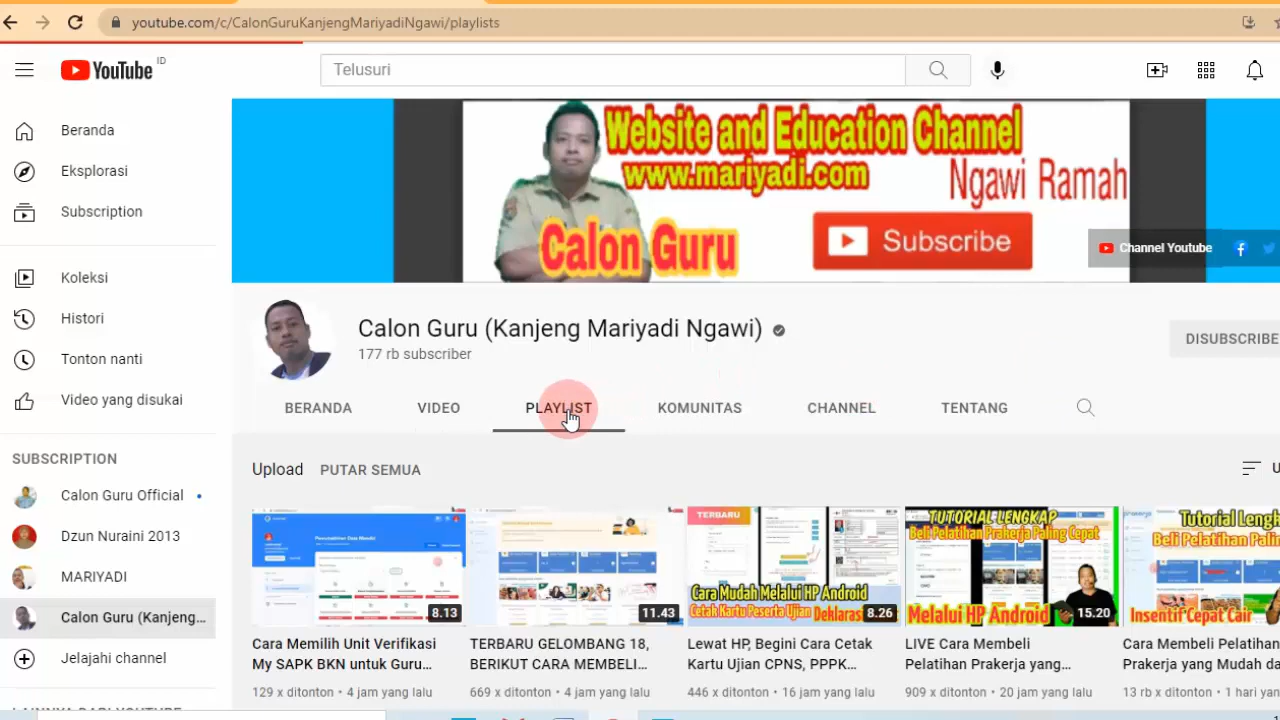 youtube.com/c/CalonGuruKanjengMariyadiNgawi/playlists
YouTube ID
Telusuri
Beranda
Eksplorasi
Subscription
Koleksi
Histori
Tonton nanti
Video yang disukai
SUBSCRIPTION
Calon Guru Official
Dzun Nuraini 2013
MARIYADI
Calon Guru (Kanjeng...
Jelajahi channel
Website and Education Channel
www.mariyadi.com
Ngawi Ramah
Calon Guru
Subscribe
Channel Youtube
Calon Guru (Kanjeng Mariyadi Ngawi)
177 rb subscriber
DISUBSCRIBE
BERANDA VIDEO PLAYLIST KOMUNITAS CHANNEL TENTANG
Upload PUTAR SEMUA
8.13
Cara Memilih Unit Verifikasi
My SAPK BKN untuk Guru...
129 x ditonton • 4 jam yang lalu
11.43
TERBARU GELOMBANG 18,
BERIKUT CARA MEMBELI...
669 x ditonton • 4 jam yang lalu
TERBARU
Cara Mudah Melalui HP Android
Cetak Kartu Peserta Ujian Deklarasi
8.26
Lewat HP, Begini Cara Cetak
Kartu Ujian CPNS, PPPK...
446 x ditonton • 16 jam yang lalu
TUTORIAL LENGKAP
Beli Pelatihan Prakerja Paling Cepat
Melalui HP Android
15.20
LIVE Cara Membeli
Pelatihan Prakerja yang...
909 x ditonton • 20 jam yang lalu
Tutorial Leng
Beli Pelatihan Palin
Insentif Cepat Cair
Cara Membeli Pelatihan
Prakerja yang Mudah da
13 rb x ditonton • 1 hari yan